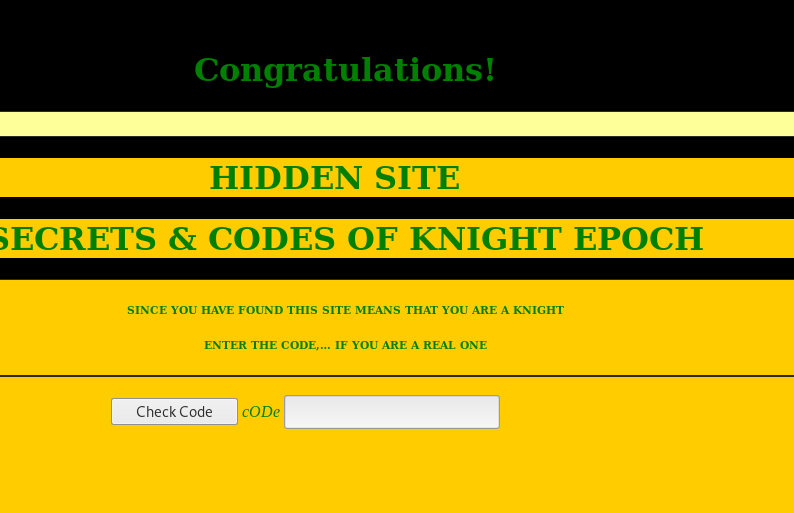 Congratulations!
HIDDEN SITE
SECRETS & CODES OF KNIGHT EPOCH
SINCE YOU HAVE FOUND THIS SITE MEANS THAT YOU ARE A KNIGHT
ENTER THE CODE,... IF YOU ARE A REAL ONE
Check Code cODe